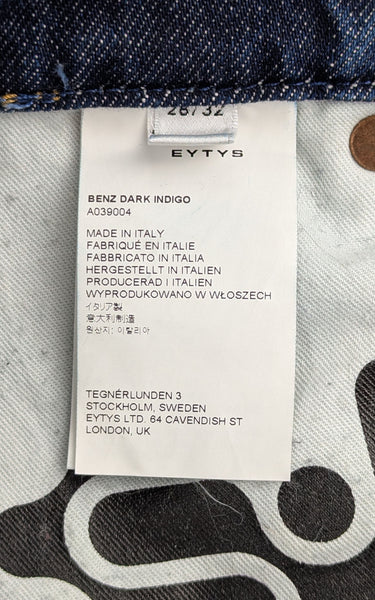 28/32
EYTYS
BENZ DARK INDIGO
A039004
MADE IN ITALY
FABRIQUÉ EN ITALIE
FABBRICATO IN ITALIA
HERGESTELLT IN ITALIEN
PRODUCERAD I ITALIEN
WYPRODUKOWANO W WŁOSZECH
イタリア製
意大利制造
원산지: 이탈리아
TEGNÉRLUNDEN 3
STOCKHOLM, SWEDEN
EYTYS LTD. 64 CAVENDISH ST
LONDON, UK